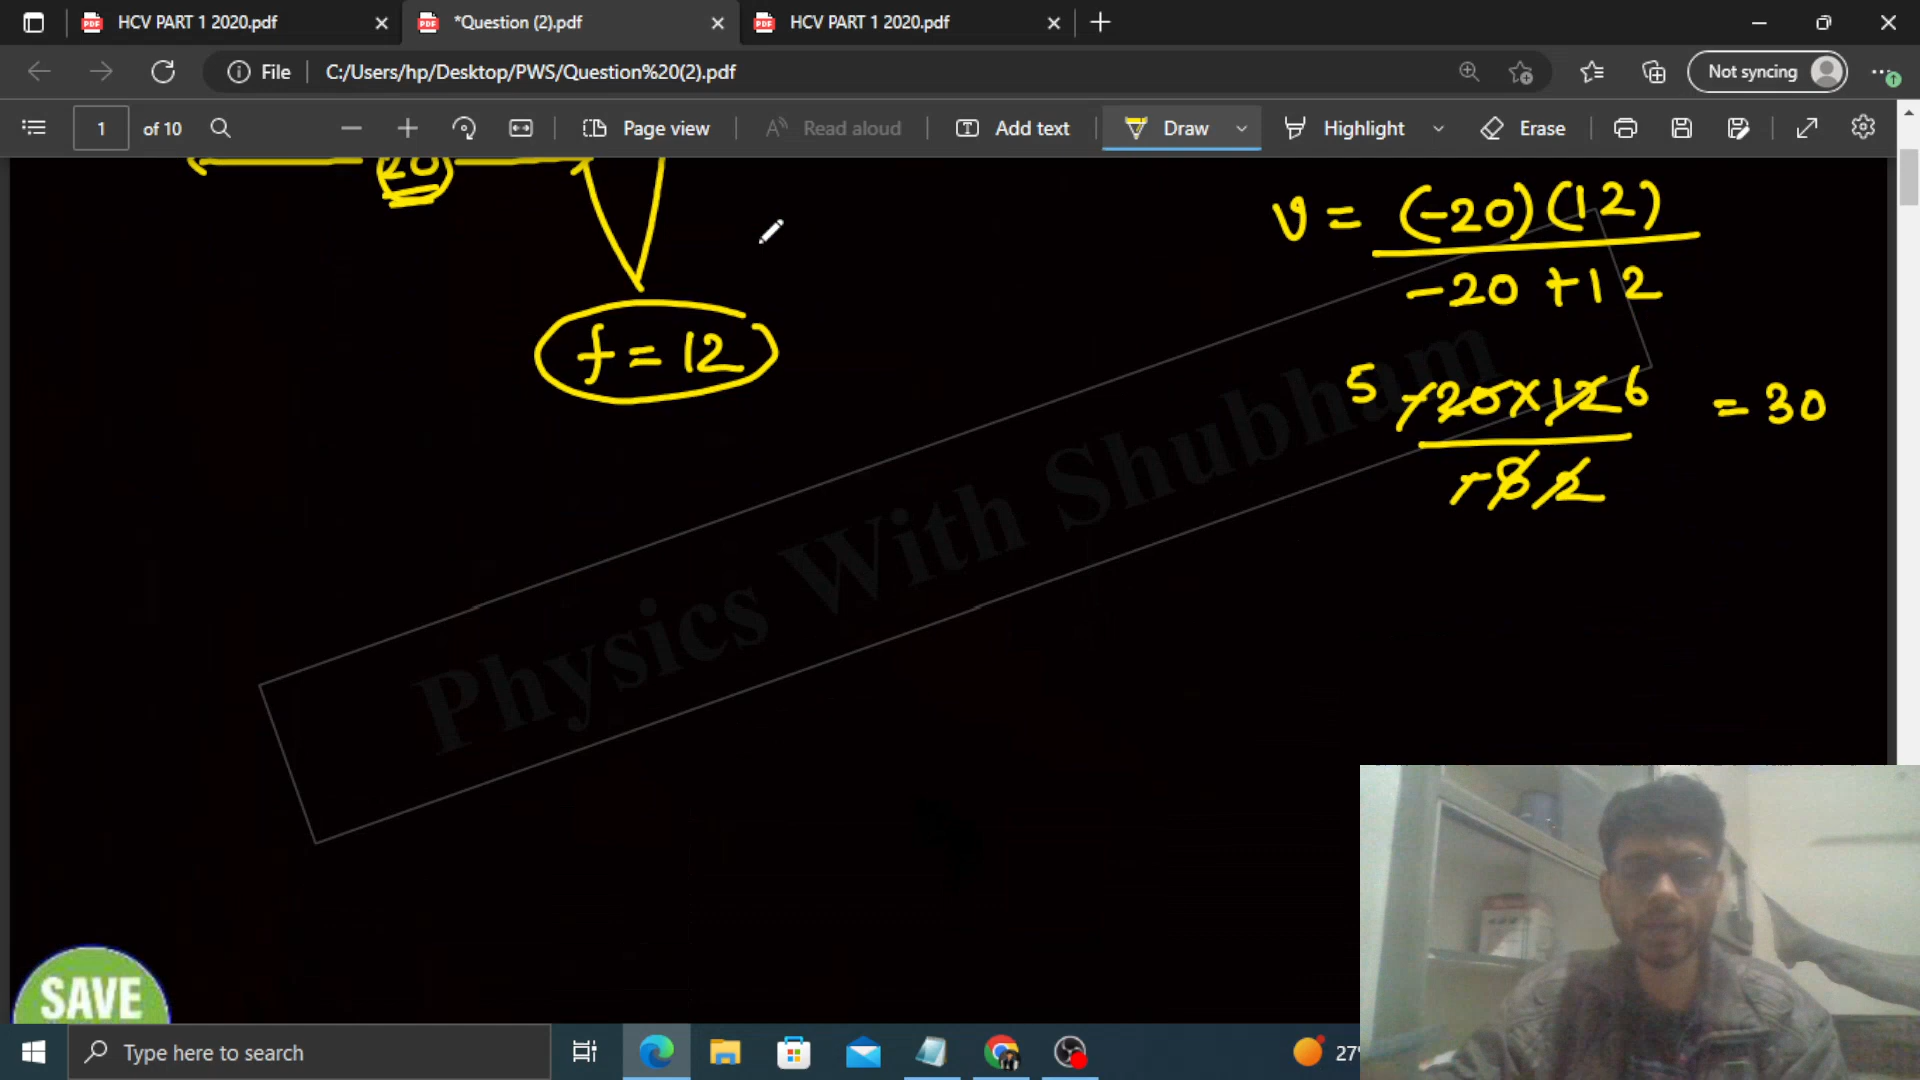 HCV PART 1 2020.pdf
*Question (2).pdf
HCV PART 1 2020.pdf
File
C:/Users/hp/Desktop/PWS/Question%20(2).pdf
Not syncing
1 of 10
Page view
Read aloud
Add text
Draw
Highlight
Erase
20
v = (-20)(12)
-20 + 12
f = 12
5 -20 x 12 6 = 30
-8 2
Physics With Shubham
SAVE
Type here to search
27°